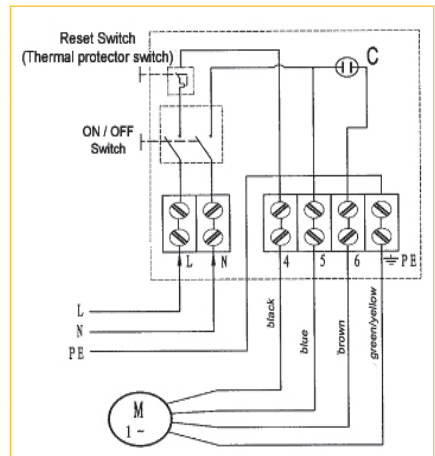 Reset Switch
(Thermal protector switch)
C
ON / OFF
Switch
L N 4 5 6 PE
L
N
PE
black
blue
brown
green/yellow
M
1 ~